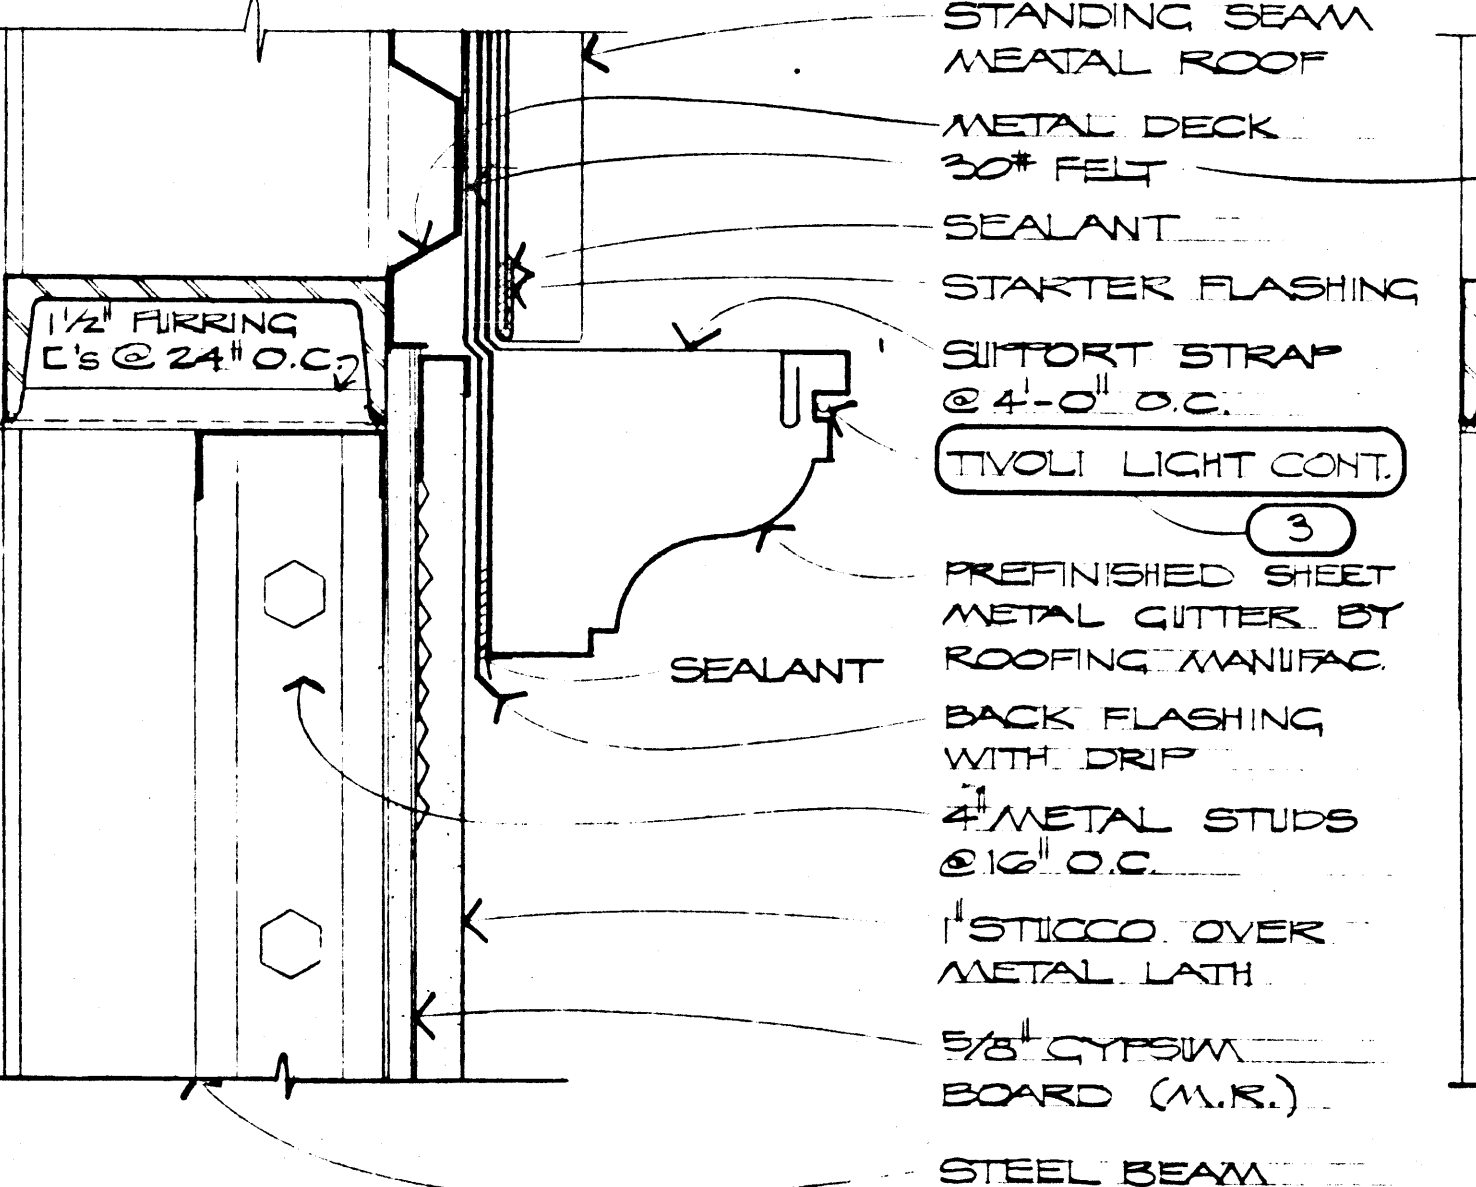 STANDING SEAM
MEATAL ROOF
METAL DECK
30# FELT
SEALANT
STARTER FLASHING
1 1/2" FURRING
['s @ 24" O.C.
SUPPORT STRAP
@ 4'-0" O.C.
TIVOLI LIGHT CONT.
3
PREFINISHED SHEET
METAL GUTTER BY
ROOFING MANUFAC.
SEALANT
BACK FLASHING
WITH DRIP
4" METAL STUDS
@ 16" O.C.
1" STUCCO OVER
METAL LATH
5/8" GYPSUM
BOARD (M.R.)
STEEL BEAM